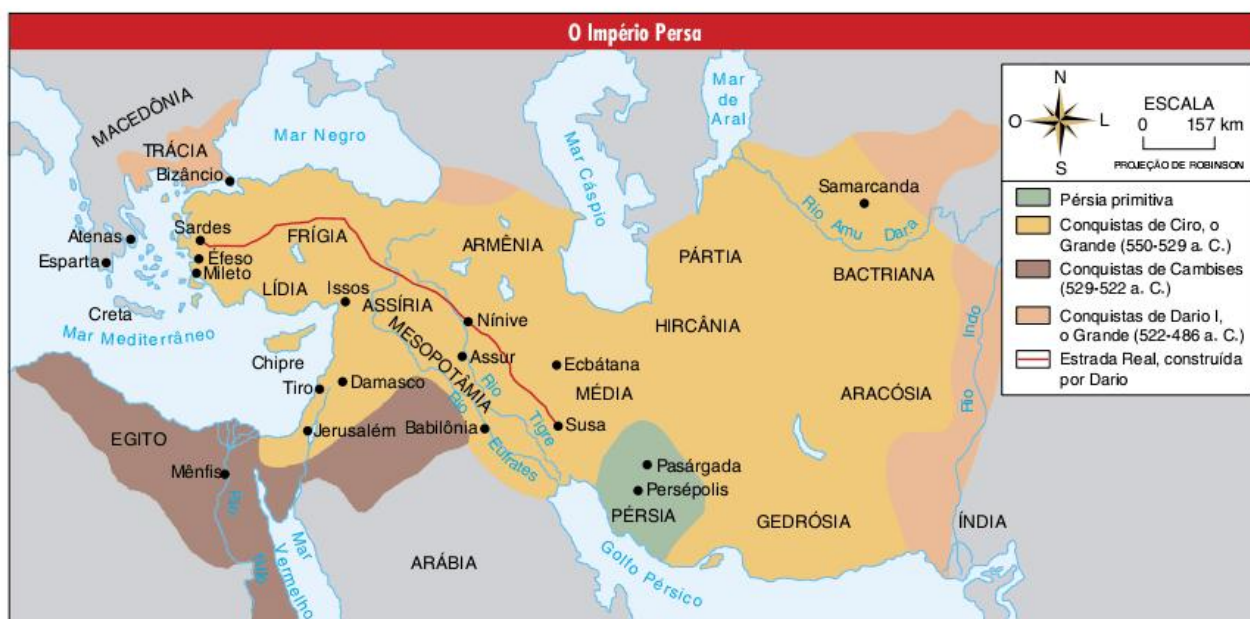 O Império Persa
MACEDÔNIA
TRÁCIA
Bizâncio
Mar Negro
Mar Cáspio
Mar
de
Aral
Samarcanda
Rio Amu Dara
Sardes
Atenas
Esparta
Éfeso
Mileto
FRÍGIA
ARMÊNIA
PÁRTIA
BACTRIANA
LÍDIA
Issos
ASSÍRIA
Creta
Mar Mediterrâneo
Nínive
HIRCÂNIA
MESOPOTÂMIA
Chipre
Assur
Ecbátana
Tiro
Damasco
Rio Tigre
MÉDIA
ARACÓSIA
Rio Indo
EGITO
Jerusalém
Babilônia
Rio Eufrates
Susa
Mênfis
Rio Nilo
Pasárgada
Persépolis
PÉRSIA
GEDRÓSIA
ÍNDIA
Mar
Vermelho
ARÁBIA
Golfo Pérsico
N
O
L
S
ESCALA
0 157 km
PROJEÇÃO DE ROBINSON
Pérsia primitiva
Conquistas de Ciro, o
Grande (550-529 a. C.)
Conquistas de Cambises
(529-522 a. C.)
Conquistas de Dario I,
o Grande (522-486 a. C.)
Estrada Real, construída
por Dario